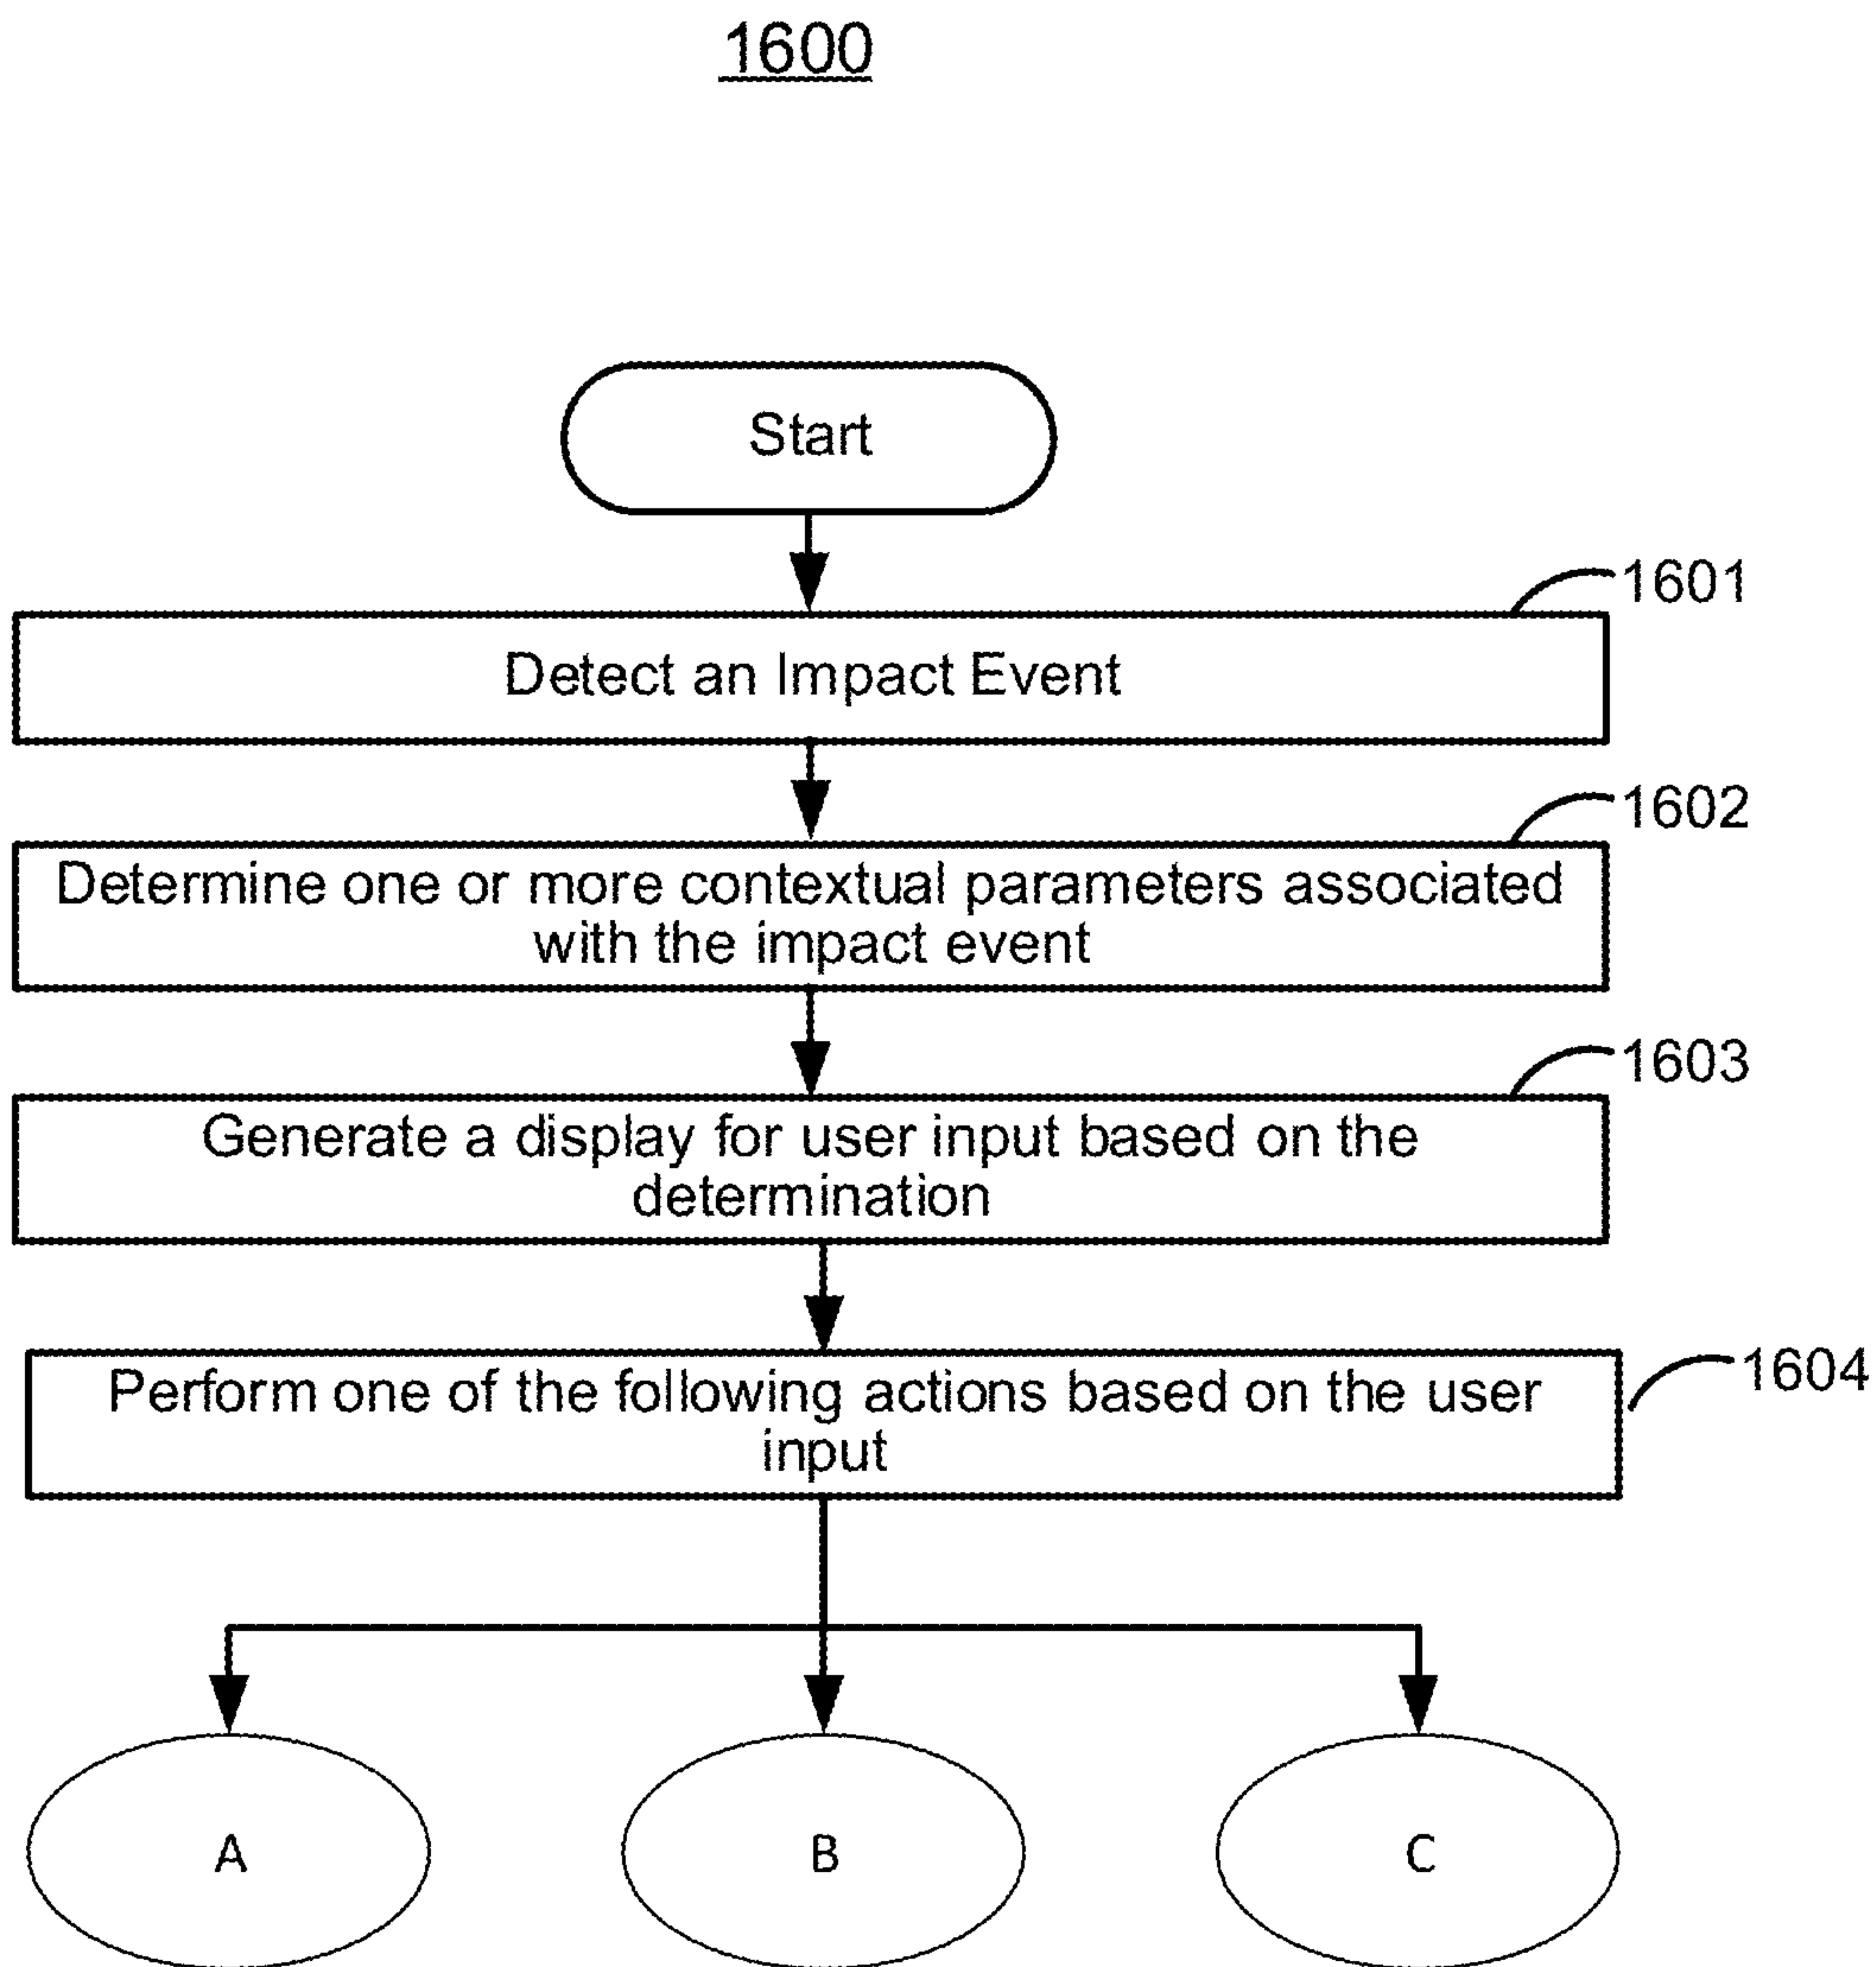 1600
Start
1601
Detect an Impact Event
1602
Determine one or more contextual parameters associated
with the impact event
1603
Generate a display for user input based on the
determination
1604
Perform one of the following actions based on the user
input
A
B
C